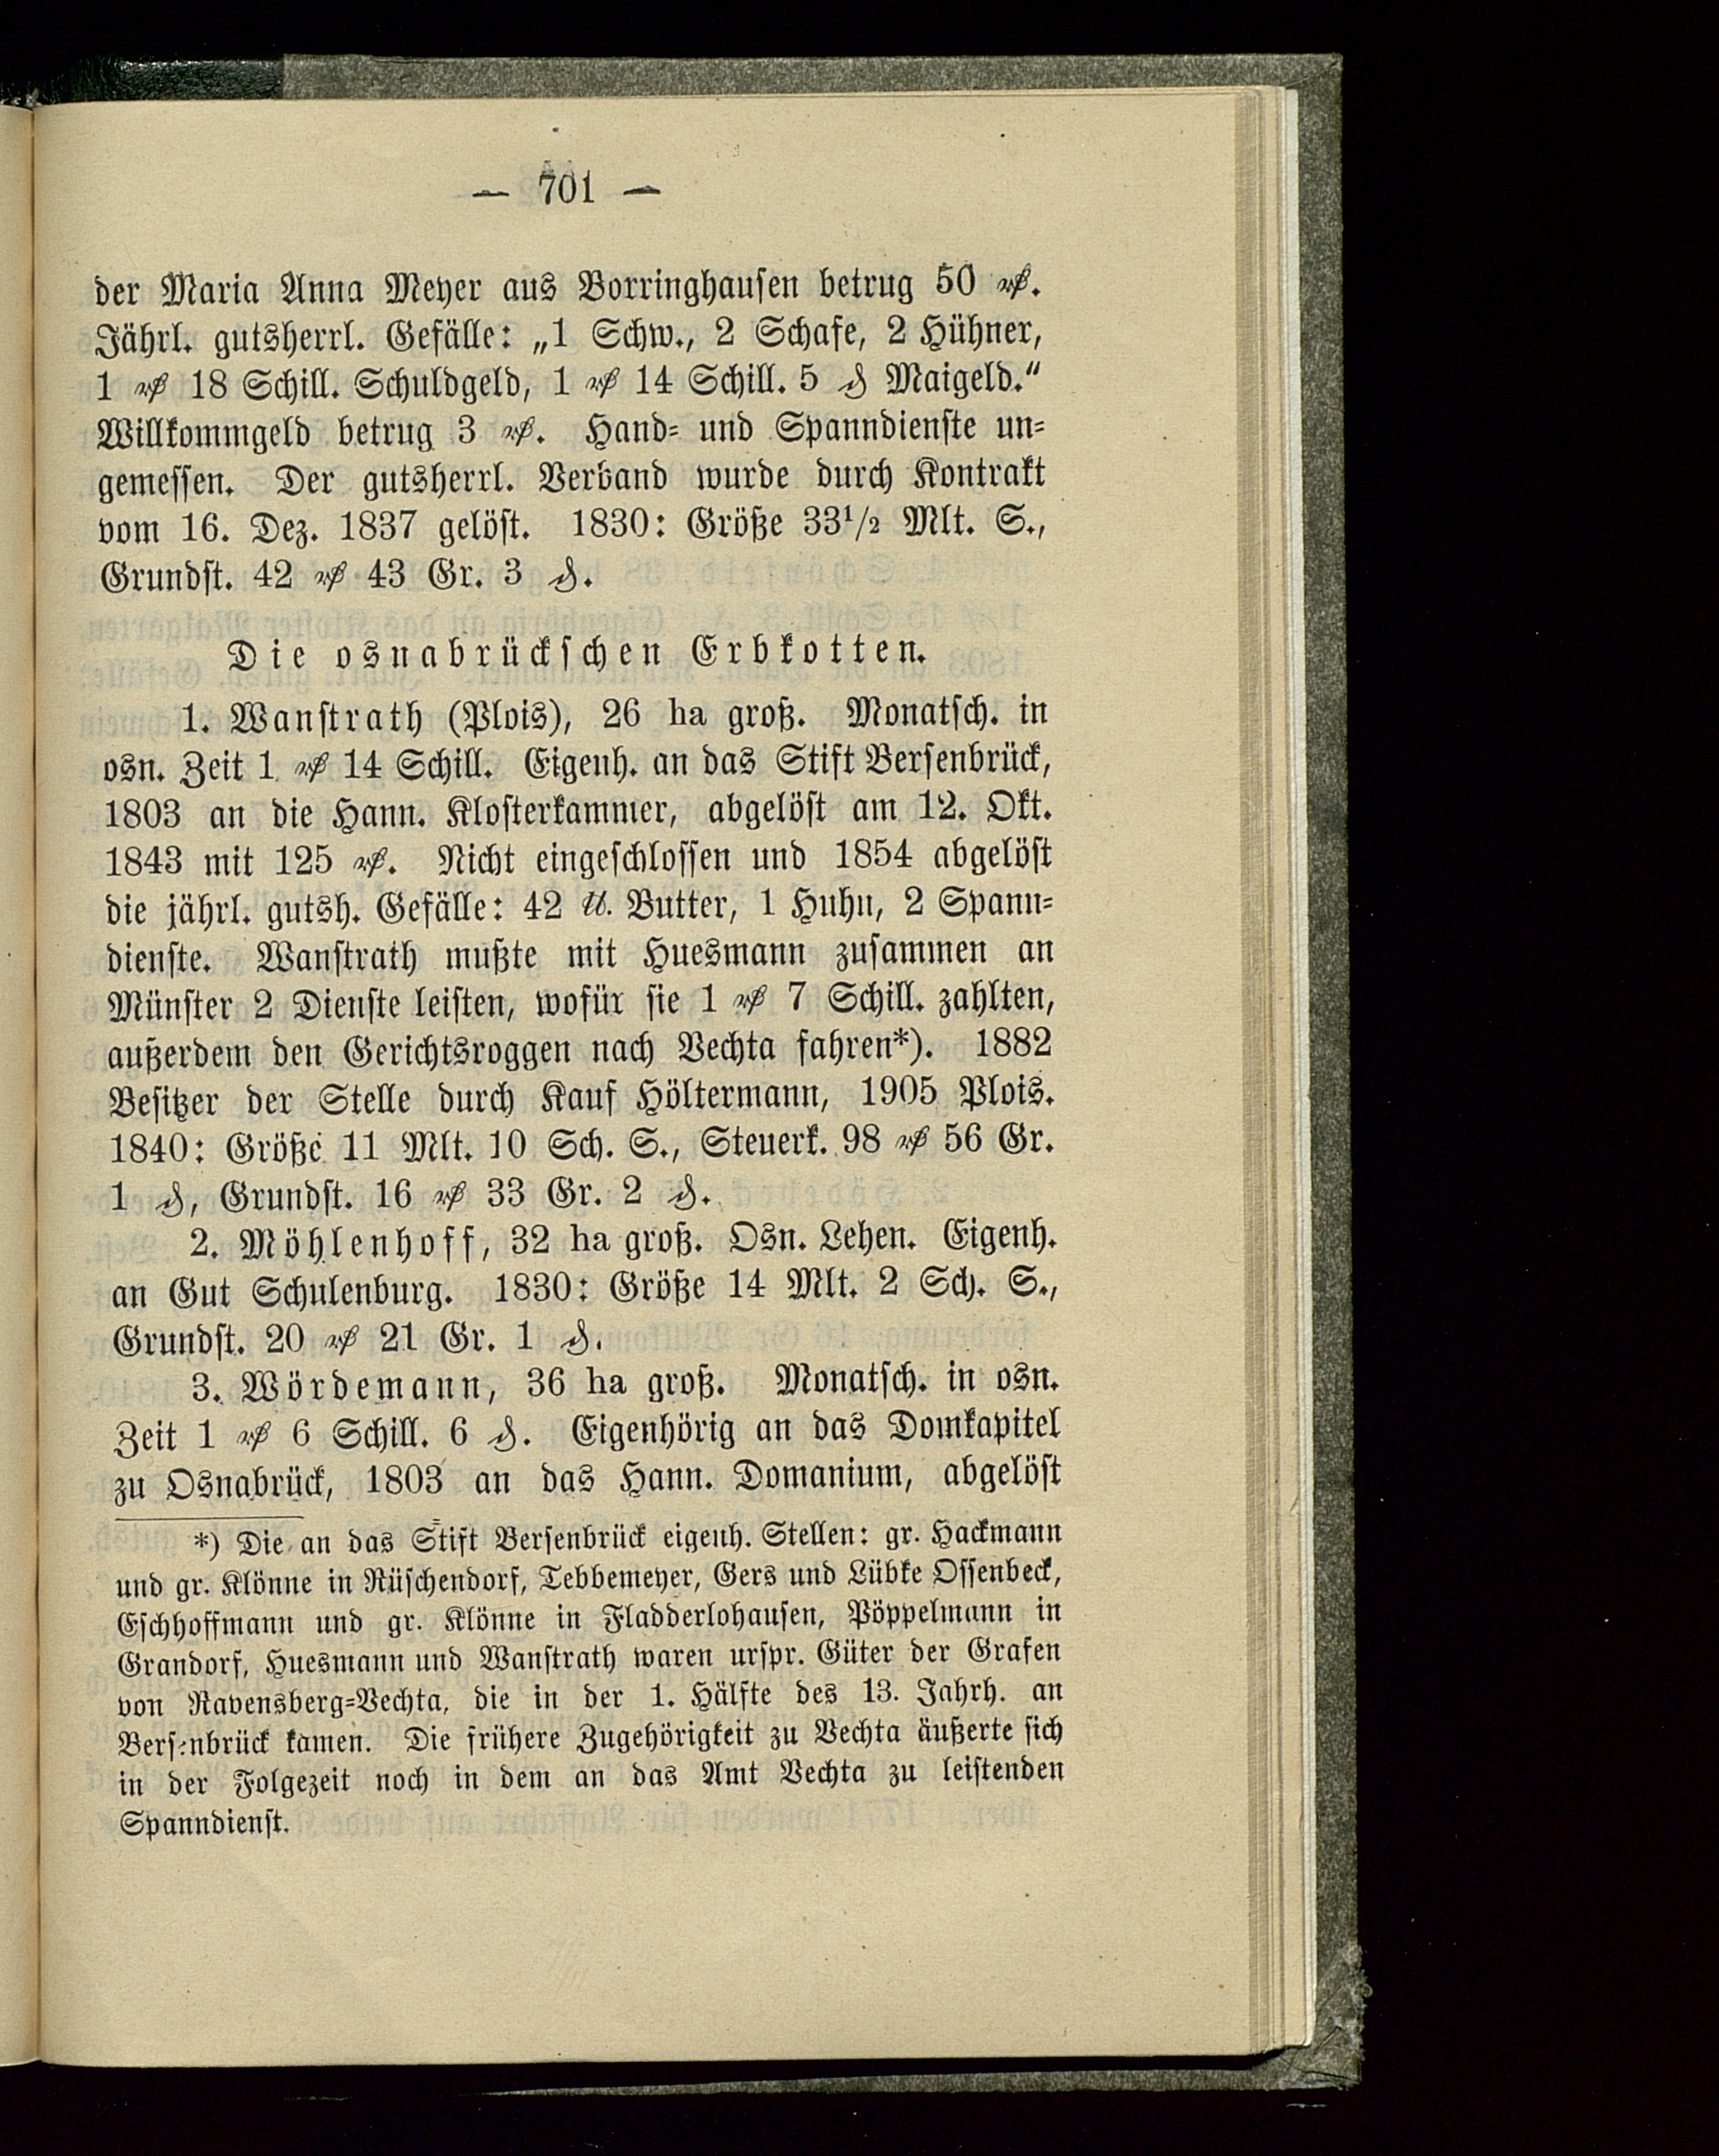 — 701 —
der Maria Anna Meyer aus Borringhausen betrug 50 ₰.
Jährl. gutsherrl. Gefälle: „1 Schw., 2 Schafe, 2 Hühner,
1 ₰ 18 Schill. Schuldgeld, 1 ₰ 14 Schill. 5 ₰ Maigeld.“
Willkommgeld betrug 3 ₰. Hand- und Spanndienste un-
gemessen. Der gutsherrl. Verband wurde durch Kontrakt
vom 16. Dez. 1837 gelöst. 1830: Größe 33¹/₂ Mlt. S.,
Grundst. 42 ₰ 43 Gr. 3 ₰.
Die osnabrückschen Erbkotten.
1. Wanstrath (Plois), 26 ha groß. Monatsch. in
osn. Zeit 1 ₰ 14 Schill. Eigenh. an das Stift Bersenbrück,
1803 an die Hann. Klosterkammer, abgelöst am 12. Okt.
1843 mit 125 ₰. Nicht eingeschlossen und 1854 abgelöst
die jährl. gutsh. Gefälle: 42 ℔. Butter, 1 Huhn, 2 Spann-
dienste. Wanstrath mußte mit Huesmann zusammen an
Münster 2 Dienste leisten, wofür sie 1 ₰ 7 Schill. zahlten,
außerdem den Gerichtsroggen nach Vechta fahren*). 1882
Besitzer der Stelle durch Kauf Höltermann, 1905 Plois.
1840: Größe 11 Mlt. 10 Sch. S., Steuerk. 98 ₰ 56 Gr.
1 ₰, Grundst. 16 ₰ 33 Gr. 2 ₰.
2. Möhlenhoff, 32 ha groß. Osn. Lehen. Eigenh.
an Gut Schulenburg. 1830: Größe 14 Mlt. 2 Sch. S.,
Grundst. 20 ₰ 21 Gr. 1 ₰.
3. Wördemann, 36 ha groß. Monatsch. in osn.
Zeit 1 ₰ 6 Schill. 6 ₰. Eigenhörig an das Domkapitel
zu Osnabrück, 1803 an das Hann. Domanium, abgelöst
*) Die an das Stift Bersenbrück eigenh. Stellen: gr. Hackmann
und gr. Klönne in Rüschendorf, Tebbemeyer, Gers und Lübke Ossenbeck,
Eschhoffmann und gr. Klönne in Fladderlohausen, Pöppelmann in
Grandorf, Huesmann und Wanstrath waren urspr. Güter der Grafen
von Ravensberg-Vechta, die in der 1. Hälfte des 13. Jahrh. an
Bersenbrück kamen. Die frühere Zugehörigkeit zu Vechta äußerte sich
in der Folgezeit noch in dem an das Amt Vechta zu leistenden
Spanndienst.